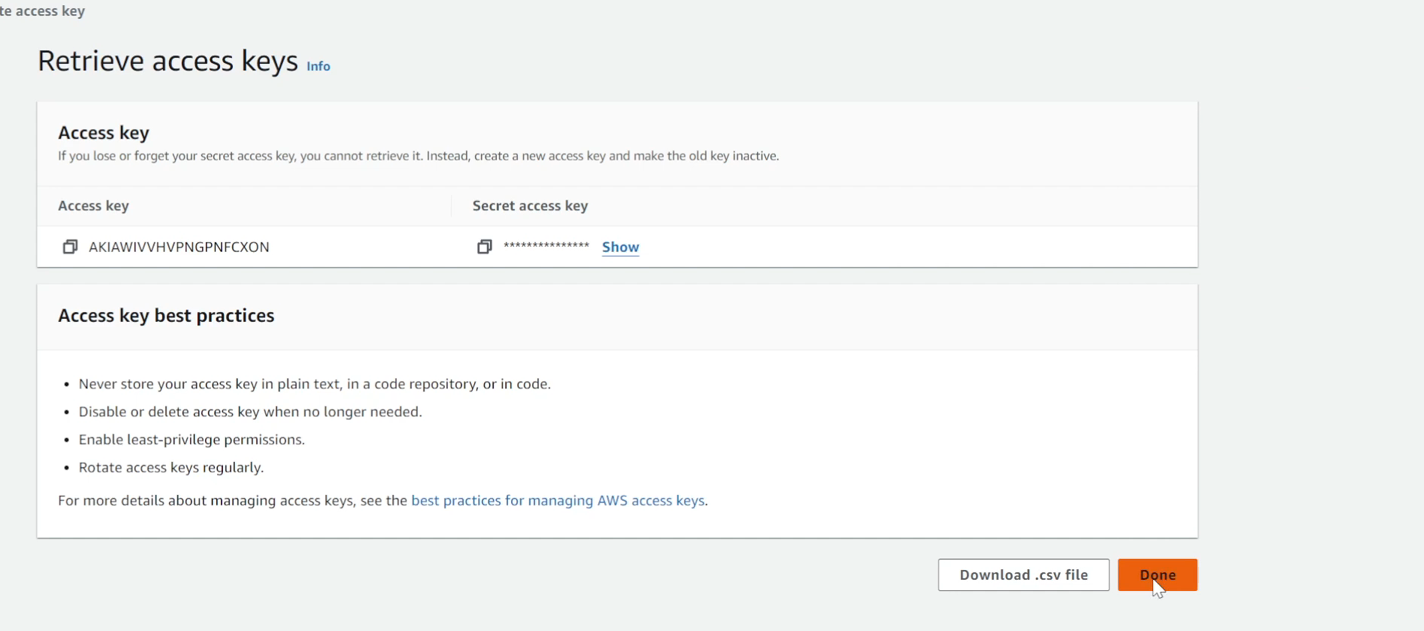 te access key
Retrieve access keys Info
Access key
If you lose or forget your secret access key, you cannot retrieve it. Instead, create a new access key and make the old key inactive.
Access key Secret access key
AKIAWIVVHVPNGPNFCXON *************** Show
Access key best practices
• Never store your access key in plain text, in a code repository, or in code.
• Disable or delete access key when no longer needed.
• Enable least-privilege permissions.
• Rotate access keys regularly.
For more details about managing access keys, see the best practices for managing AWS access keys.
Download .csv file Done